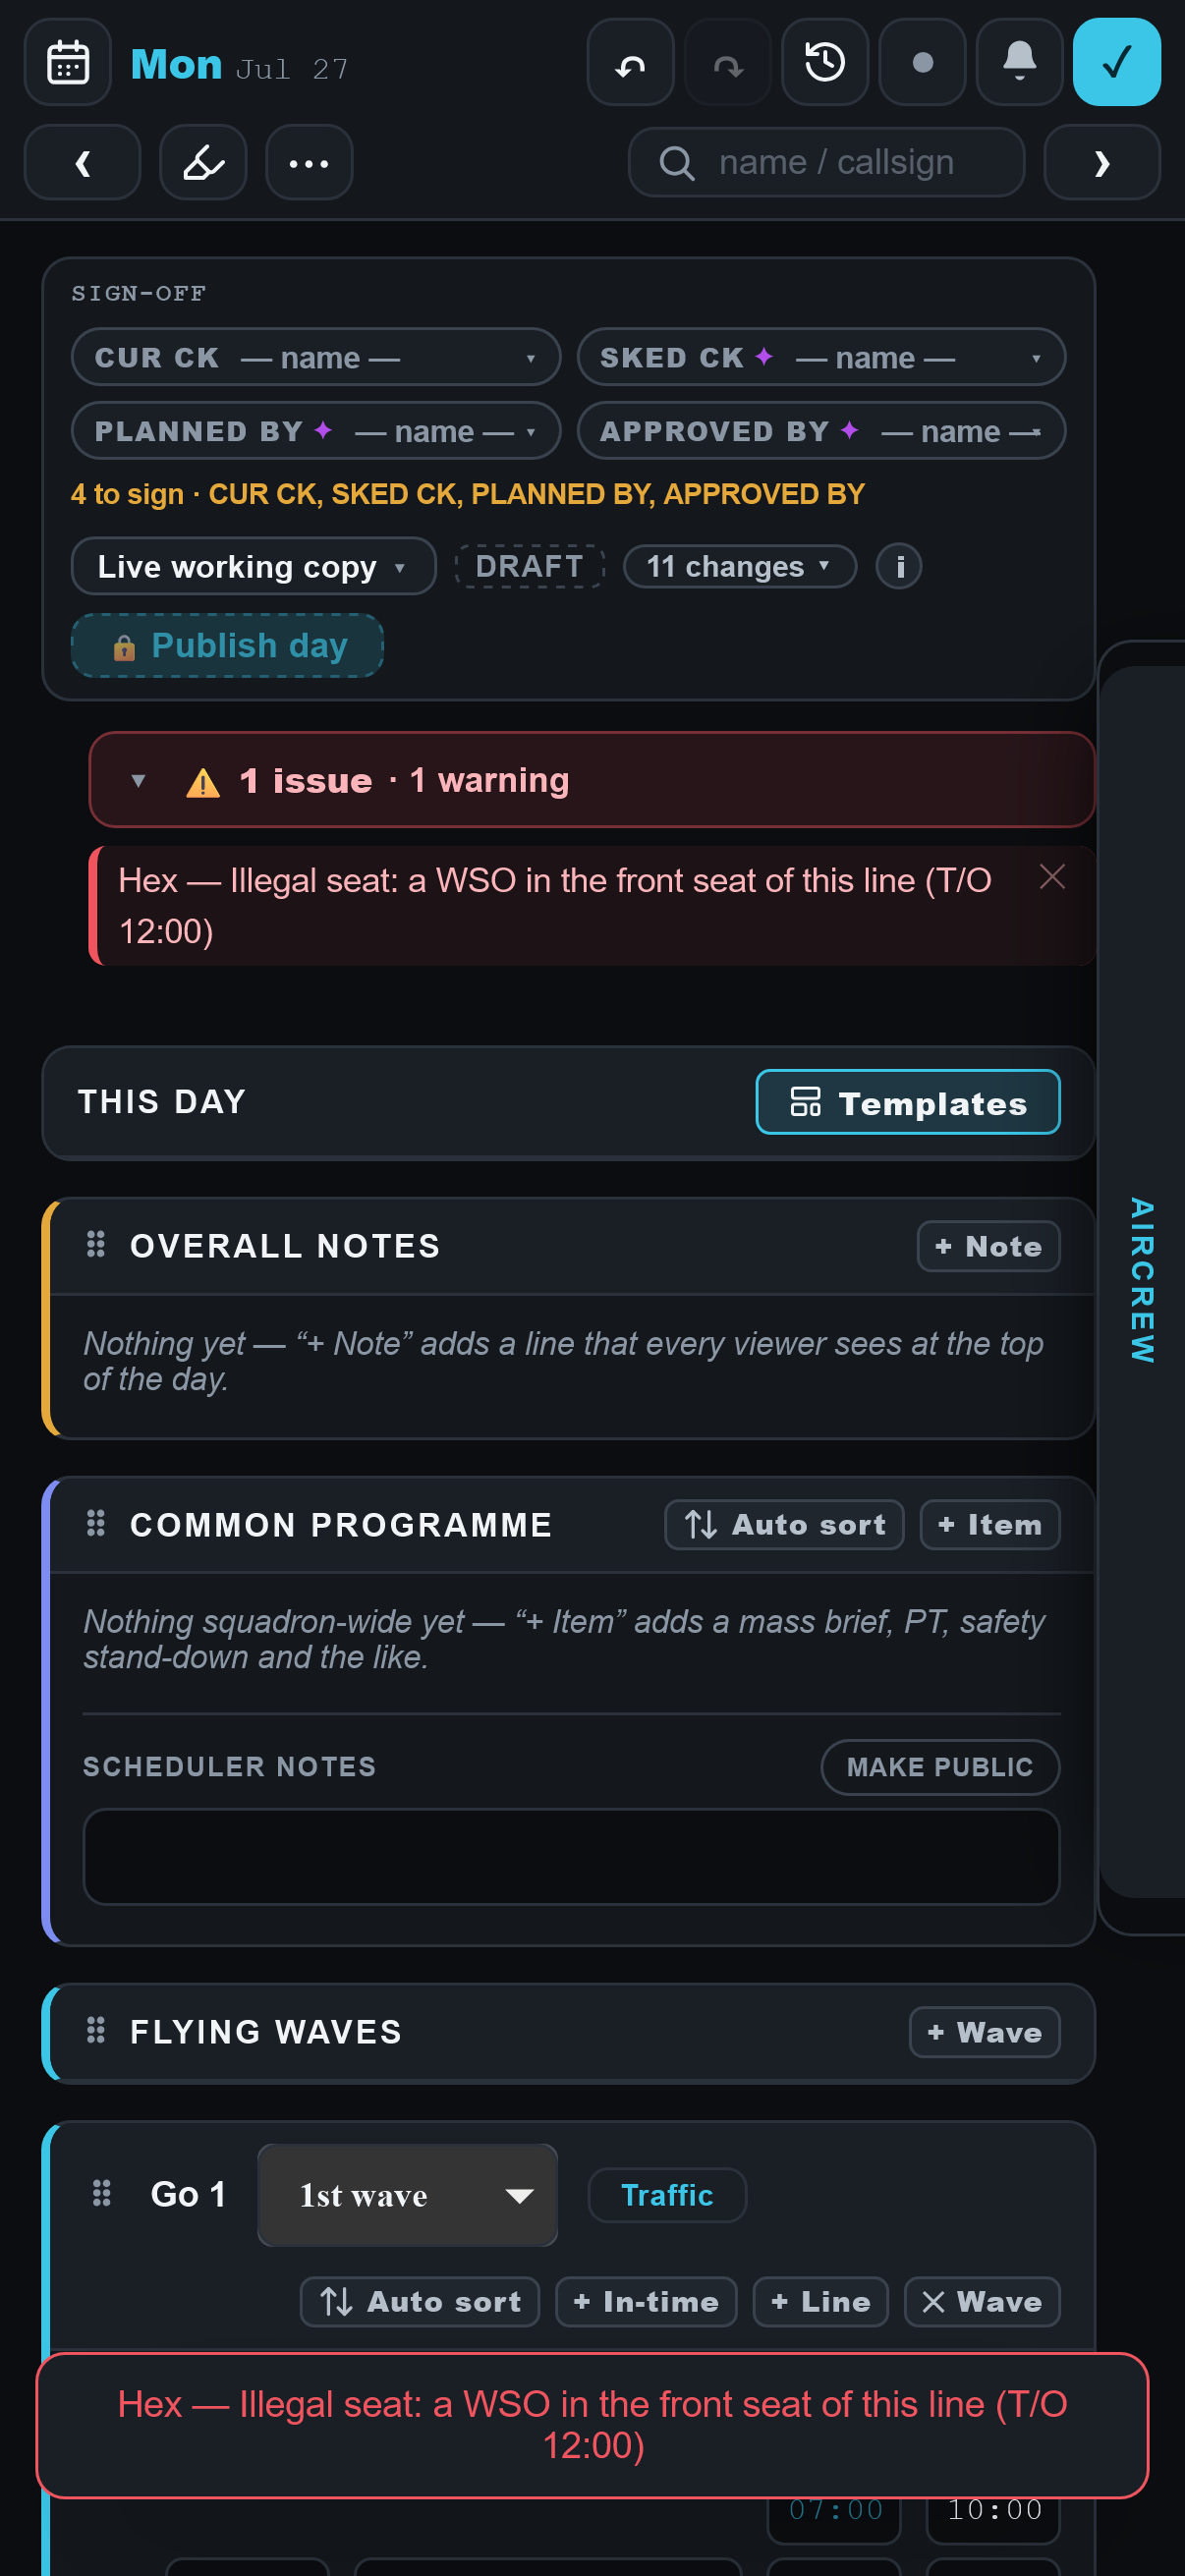 Mon Jul 27
name / callsign
SIGN-OFF
CUR CK — name —
SKED CK — name —
PLANNED BY — name —
APPROVED BY — name —
4 to sign · CUR CK, SKED CK, PLANNED BY, APPROVED BY
Live working copy
DRAFT
11 changes
i
Publish day
1 issue · 1 warning
Hex — Illegal seat: a WSO in the front seat of this line (T/O
12:00)
THIS DAY
Templates
AIRCREW
OVERALL NOTES
+ Note
Nothing yet — “+ Note” adds a line that every viewer sees at the top
of the day.
COMMON PROGRAMME
Auto sort
+ Item
Nothing squadron-wide yet — “+ Item” adds a mass brief, PT, safety
stand-down and the like.
SCHEDULER NOTES
MAKE PUBLIC
FLYING WAVES
+ Wave
Go 1
1st wave
Traffic
Auto sort
+ In-time
+ Line
Wave
Hex — Illegal seat: a WSO in the front seat of this line (T/O
12:00)
07:00
10:00